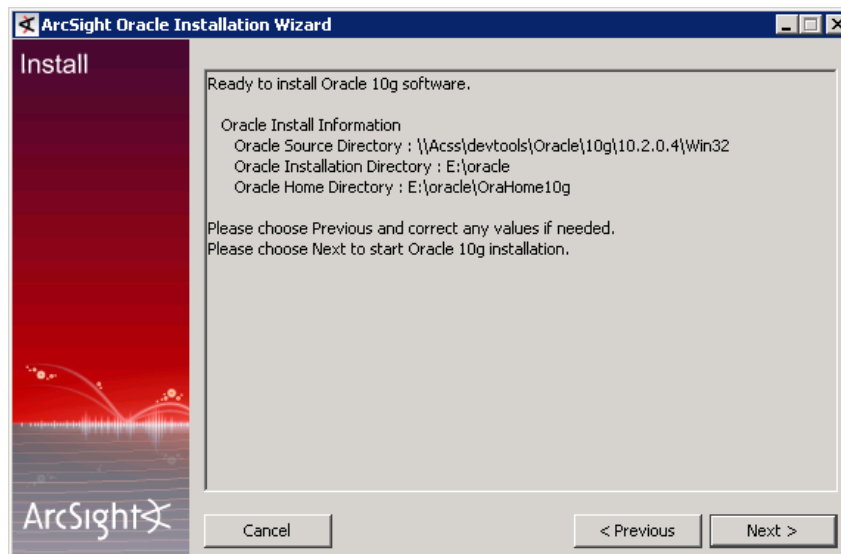 ArcSight Oracle Installation Wizard
Install
Ready to install Oracle 10g software.
Oracle Install Information
Oracle Source Directory : \\Acss\devtools\Oracle\10g\10.2.0.4\Win32
Oracle Installation Directory : E:\oracle
Oracle Home Directory : E:\oracle\OraHome10g
Please choose Previous and correct any values if needed.
Please choose Next to start Oracle 10g installation.
ArcSight
Cancel
< Previous
Next >